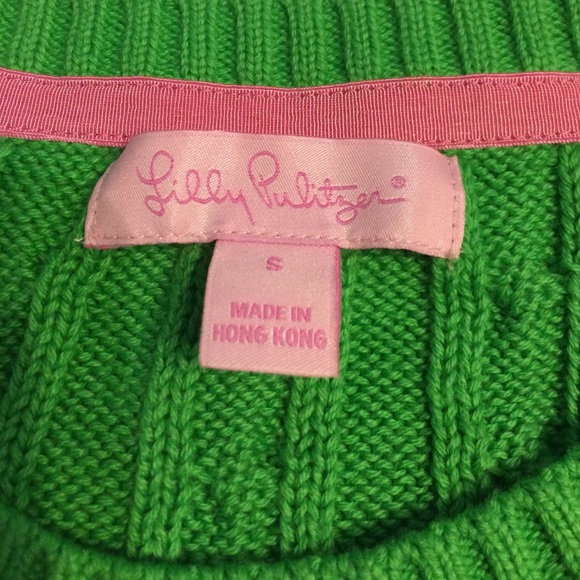 Lilly Pulitzer®
S
MADE IN
HONG KONG